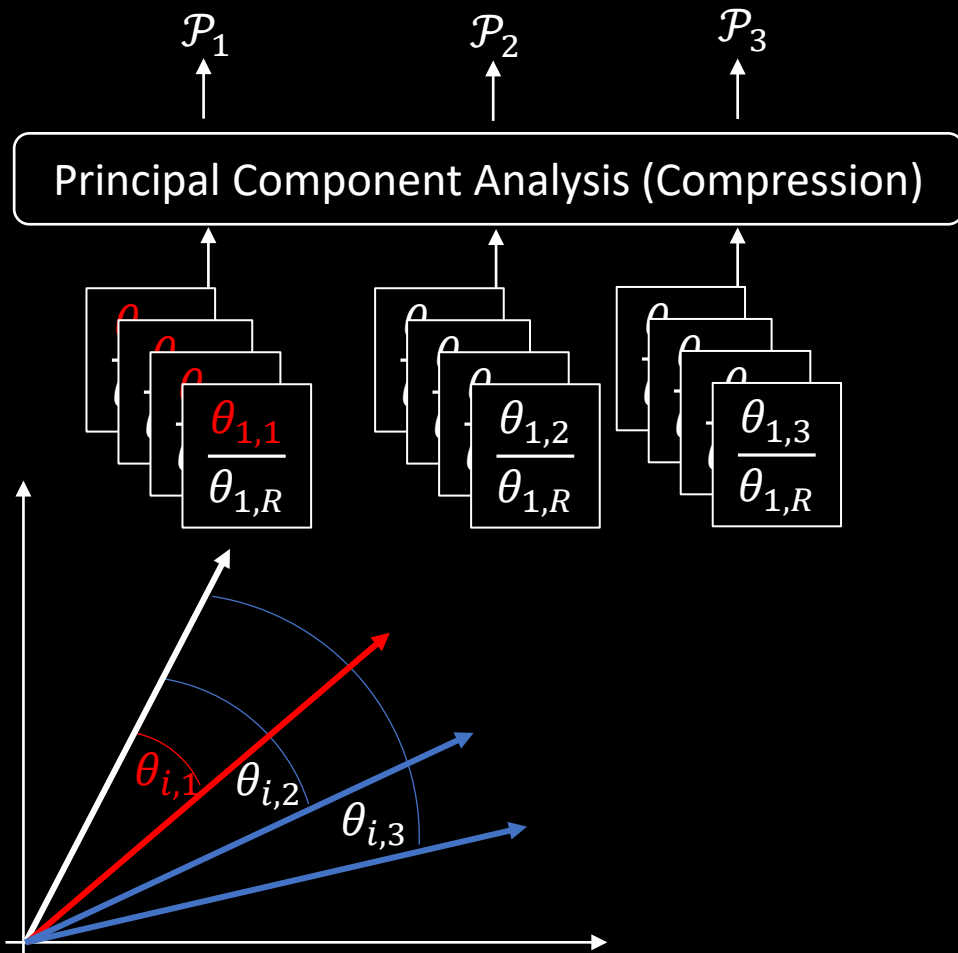 𝒫₁ 𝒫₂ 𝒫₃
Principal Component Analysis (Compression)
θ θ θ
θ θ θ
θ θ θ
θ₁,₁ θ₁,₂ θ₁,₃
θ₁,R θ₁,R θ₁,R
θᵢ,₁ θᵢ,₂
θᵢ,₃